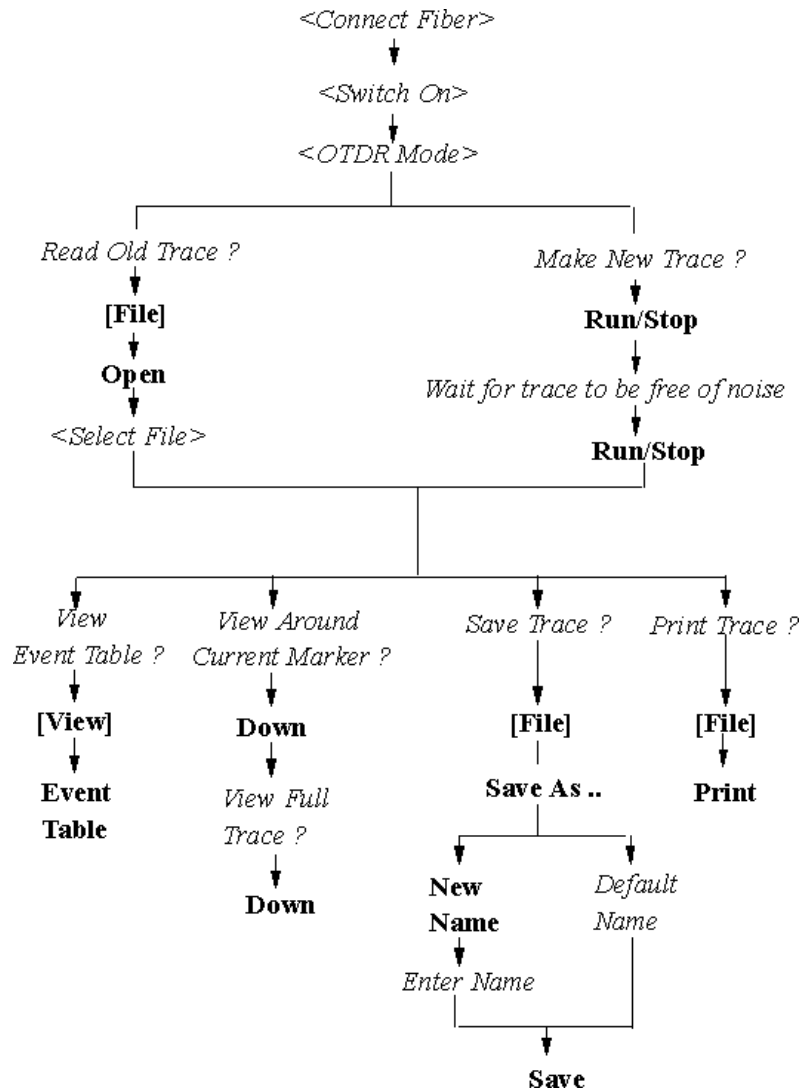 <Connect Fiber>
<Switch On>
<OTDR Mode>
Read Old Trace ?
[File]
Open
<Select File>
Make New Trace ?
Run/Stop
Wait for trace to be free of noise
Run/Stop
View
Event Table ?
[View]
Event
Table
View Around
Current Marker ?
Down
View Full
Trace ?
Down
Save Trace ?
[File]
Save As ..
New
Name
Enter Name
Default
Name
Save
Print Trace ?
[File]
Print